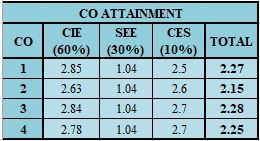 CO ATTAINMENT
CO CIE (60%) SEE (30%) CES (10%) TOTAL
1 2.85 1.04 2.5 2.27
2 2.63 1.04 2.6 2.15
3 2.84 1.04 2.7 2.28
4 2.78 1.04 2.7 2.25